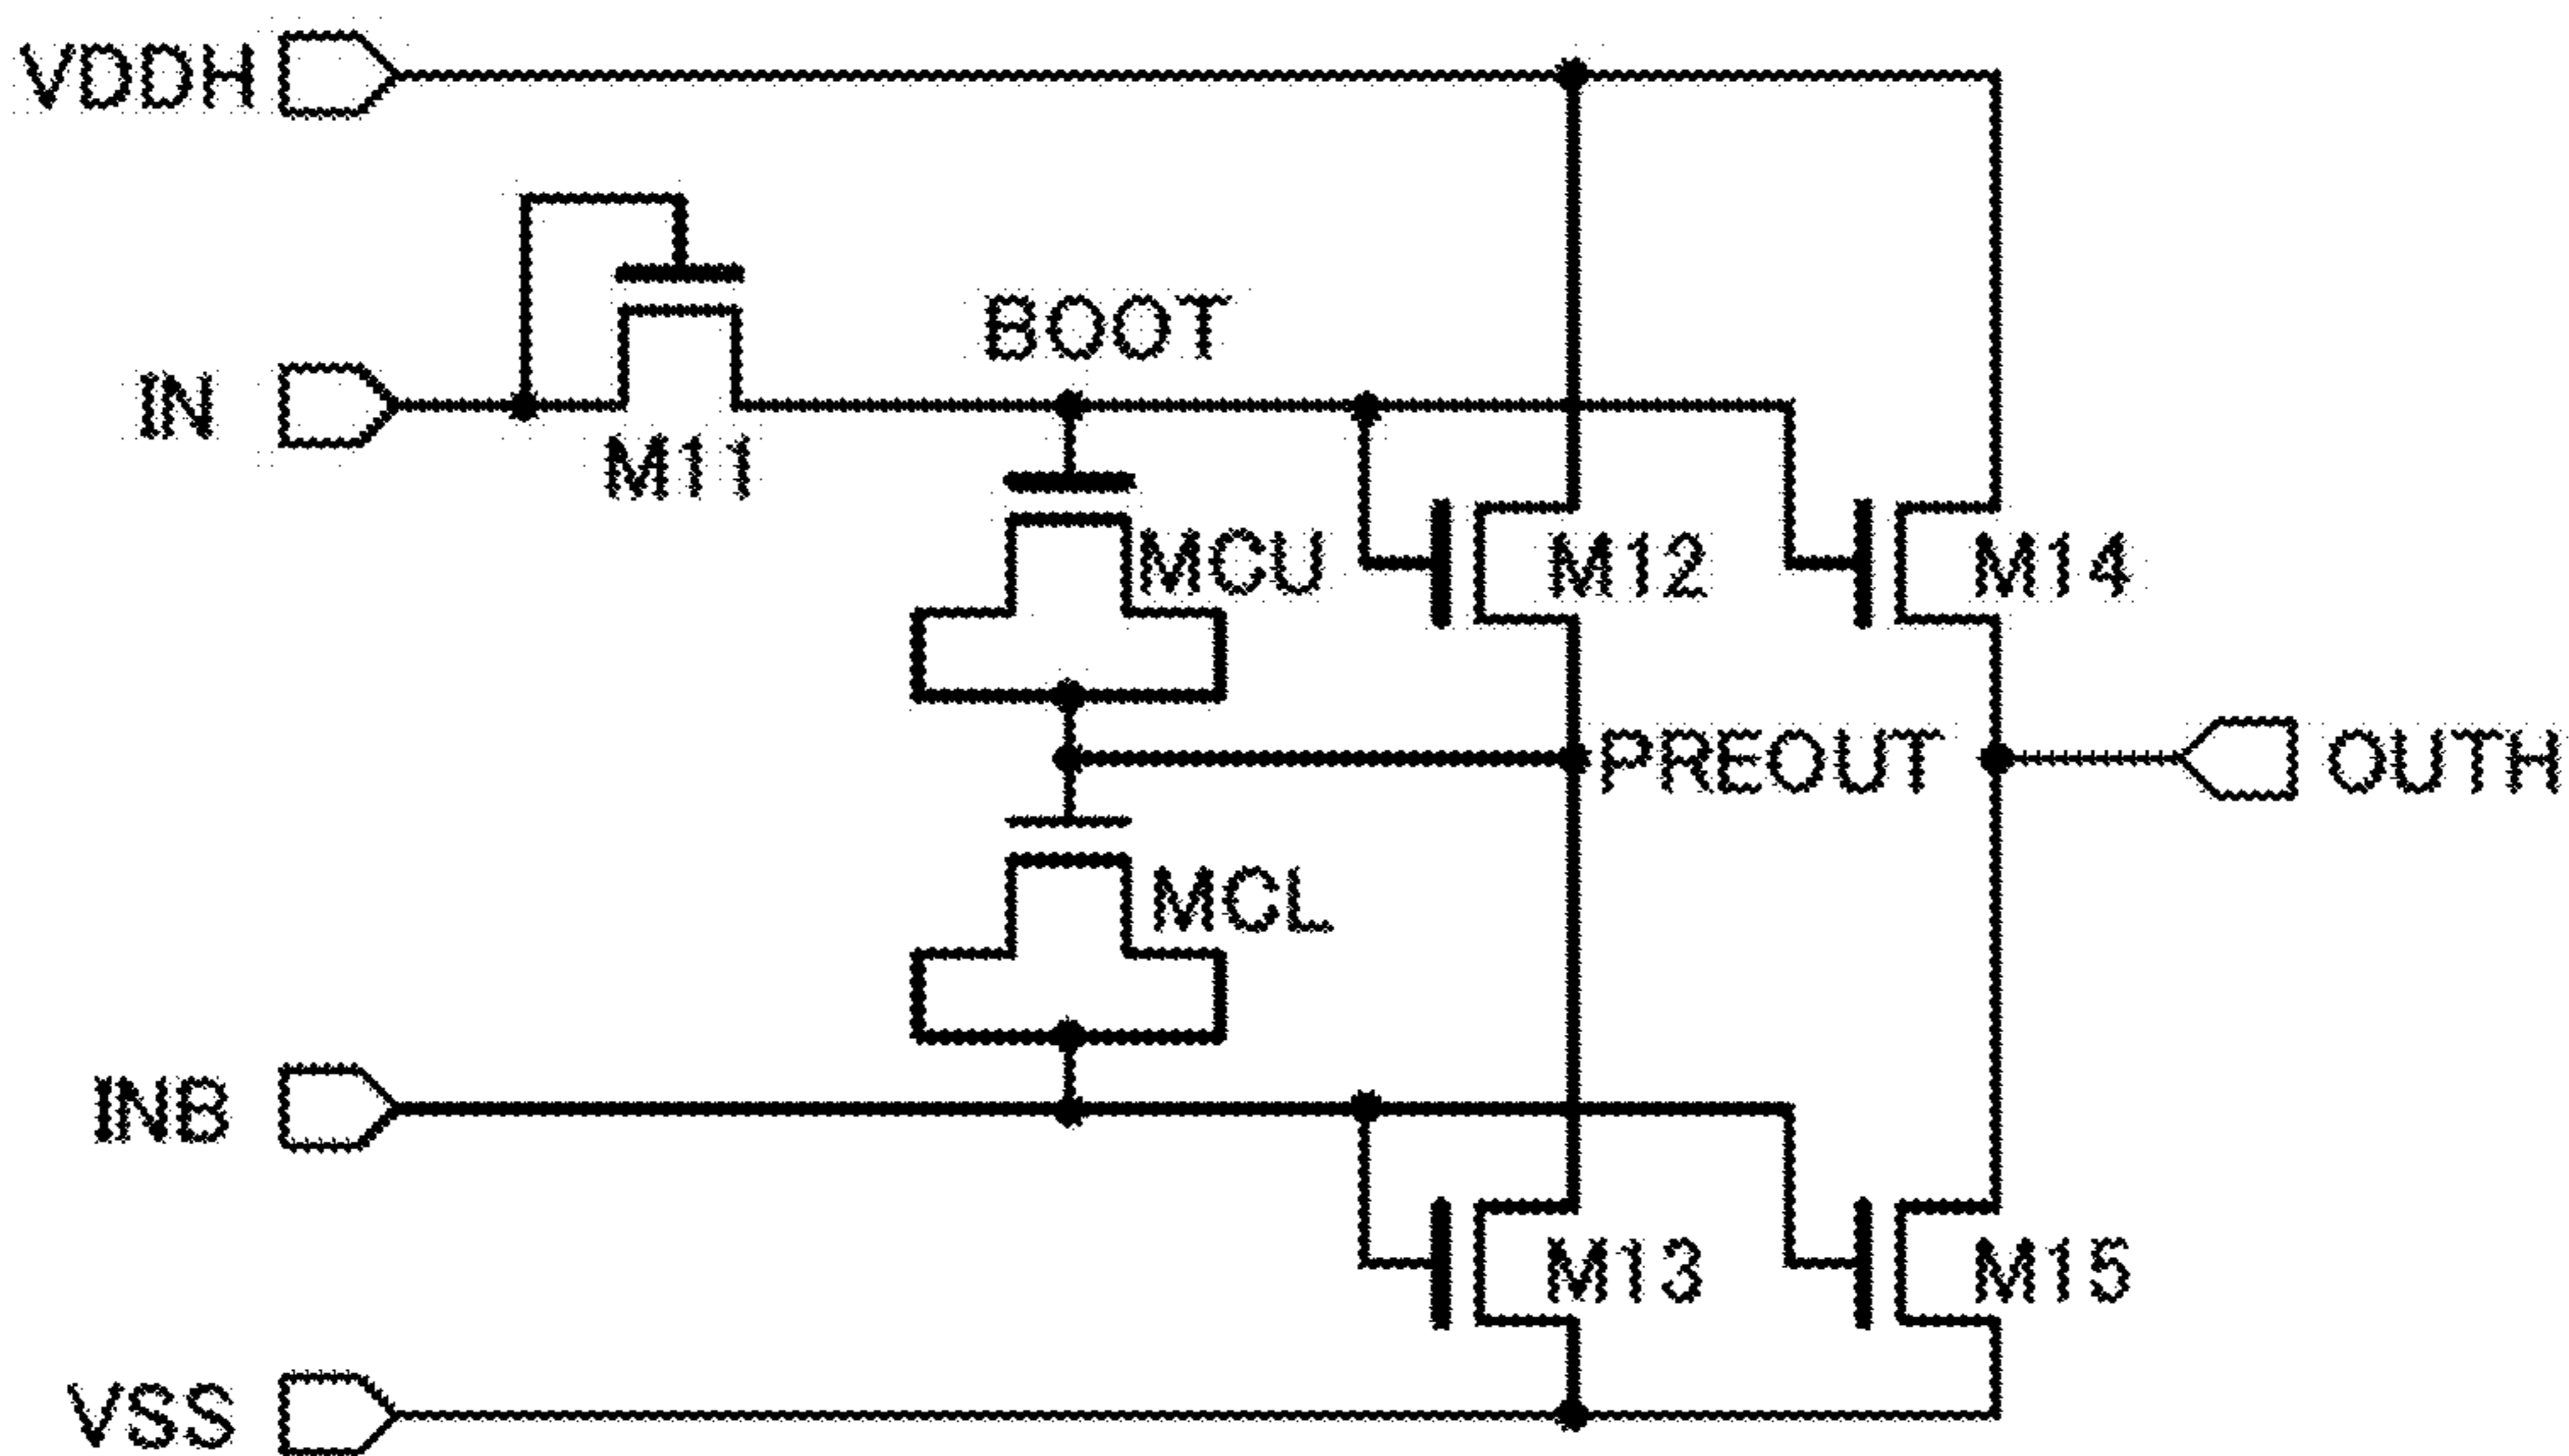 VDDH
BOOT
IN
M11
MCU
M12
M14
PREOUT
OUTH
MCL
INB
M13
M15
VSS